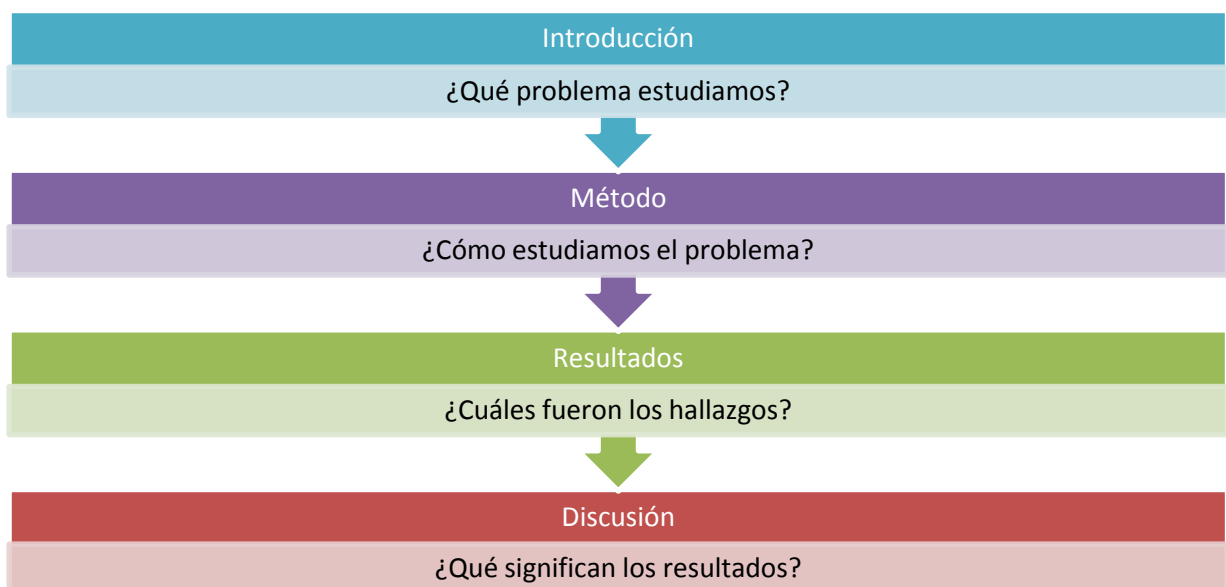 Introducción
¿Qué problema estudiamos?
Método
¿Cómo estudiamos el problema?
Resultados
¿Cuáles fueron los hallazgos?
Discusión
¿Qué significan los resultados?